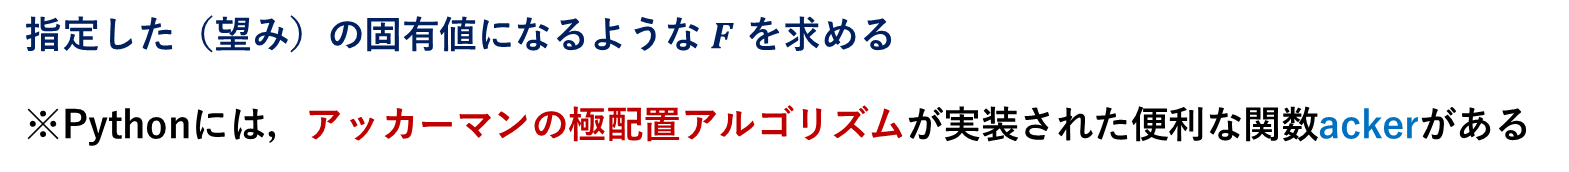 指定した（望み）の固有値になるような F を求める
※Pythonには，アッカーマンの極配置アルゴリズムが実装された便利な関数ackerがある